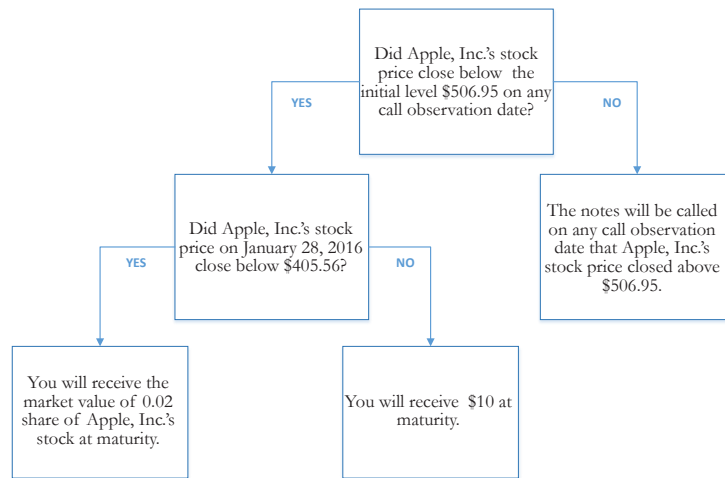 Did Apple, Inc.'s stock
price close below the
initial level $506.95 on any
call observation date?
YES
NO
Did Apple, Inc.'s stock
price on January 28, 2016
close below $405.56?
The notes will be called
on any call observation
date that Apple, Inc.'s
stock price closed above
$506.95.
YES
NO
You will receive the
market value of 0.02
share of Apple, Inc.'s
stock at maturity.
You will receive $10 at
maturity.